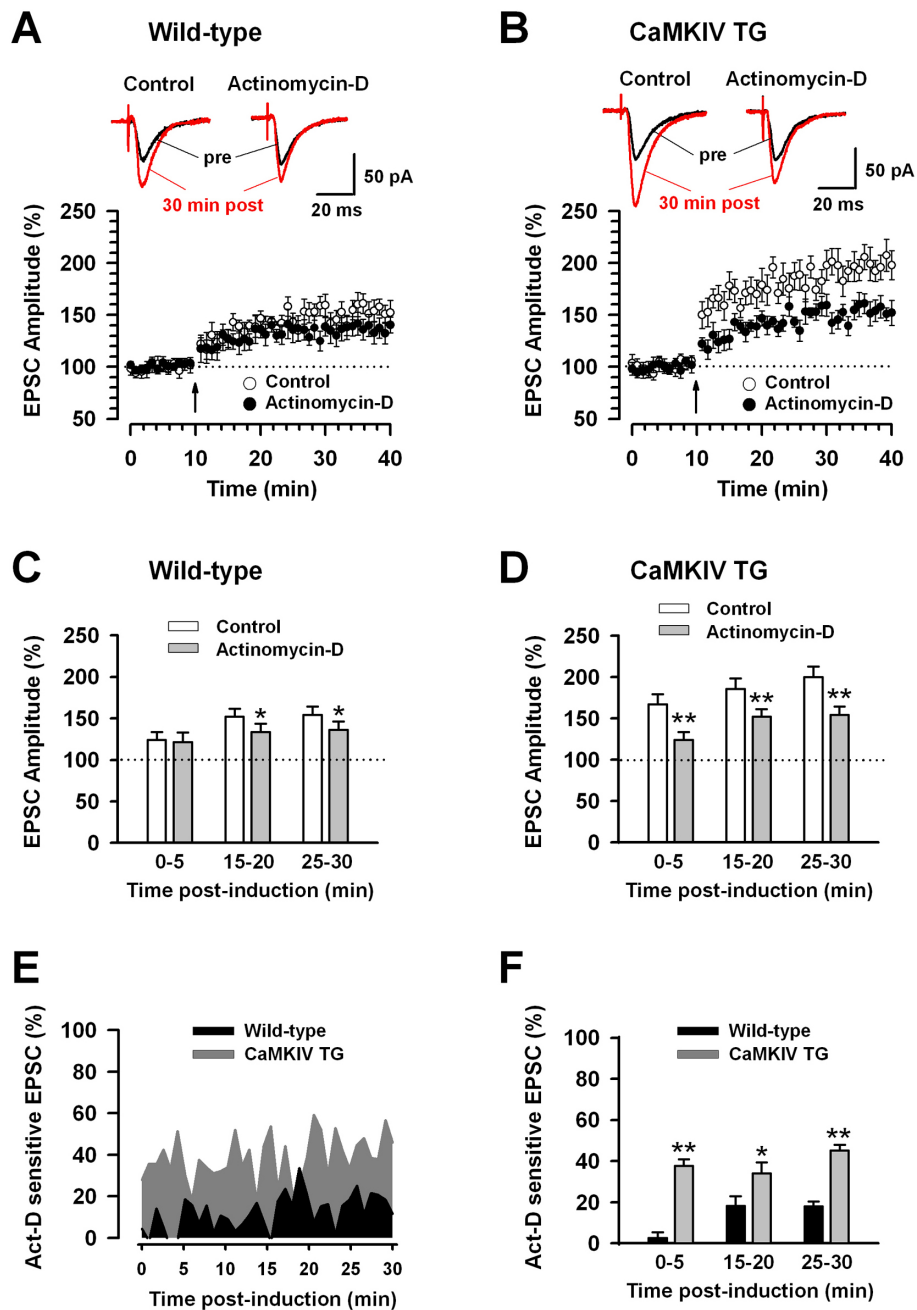 A
Wild-type
Control
Actinomycin-D
pre
30 min post
50 pA
20 ms
EPSC Amplitude (%)
250
200
150
100
50
Control
Actinomycin-D
0
10
20
30
40
Time (min)
B
CaMKIV TG
Control
Actinomycin-D
pre
30 min post
50 pA
20 ms
EPSC Amplitude (%)
250
200
150
100
50
Control
Actinomycin-D
0
10
20
30
40
Time (min)
C
Wild-type
Control
Actinomycin-D
EPSC Amplitude (%)
250
200
150
100
50
0
*
*
0-5
15-20
25-30
Time post-induction (min)
D
CaMKIV TG
Control
Actinomycin-D
EPSC Amplitude (%)
250
200
150
100
50
0
**
**
**
0-5
15-20
25-30
Time post-induction (min)
E
Wild-type
CaMKIV TG
Act-D sensitive EPSC (%)
100
80
60
40
20
0
0
5
10
15
20
25
30
Time post-induction (min)
F
Wild-type
CaMKIV TG
Act-D sensitive EPSC (%)
100
80
60
40
20
0
**
*
**
0-5
15-20
25-30
Time post-induction (min)